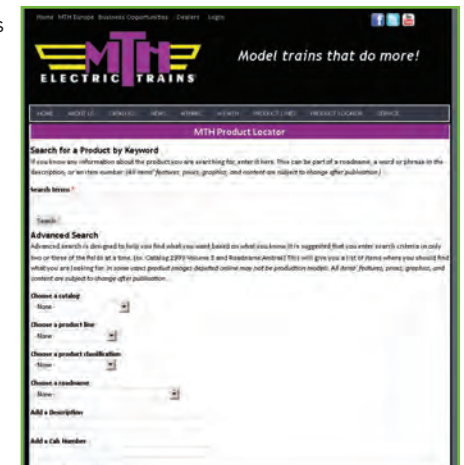 s
Home MTH Europe Business Opportunities Dealers Login
MTH
Model trains that do more!
ELECTRIC TRAINS
HOME ABOUT US CATALOGS NEWS PRODUCT LINES PRODUCT LOCATOR SERVICE
MTH Product Locator
Search for a Product by Keyword
If you know any information about the product you are searching for, enter it here. This can be part of a roadname, a word or phrase in the
description, or an item number. (All items' features, prices, graphics, and content are subject to change after publication.)
Search terms *
Search
Advanced Search
Advanced search is designed to help you find what you want based on what you know. It is suggested that you enter search criteria in only
two or three of the fields at a time. (ex. Catalog:1999 Volume 3 and Roadname:Amtrak) This will give you a list of items where you should find
what you are looking for. In some cases product images depicted online may not be production models. All items' features, prices, graphics, and
content are subject to change after publication.
Choose a catalog
- None -
Choose a product line
- None -
Choose a product classification
- None -
Choose a roadname
- None -
Add a Description
Add a Cab Number